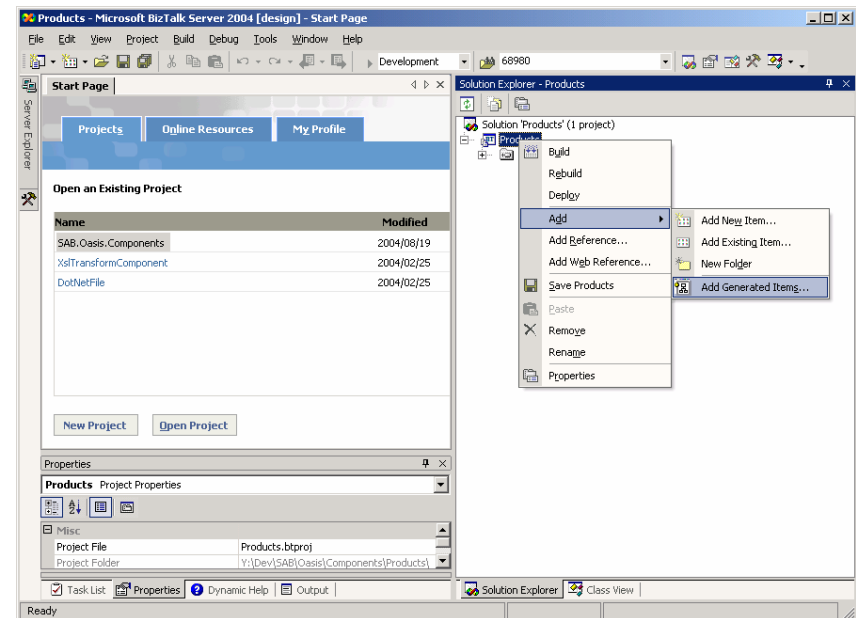 Products - Microsoft BizTalk Server 2004 [design] - Start Page
File Edit View Project Build Debug Tools Window Help
Development 68980
Server Explorer
Start Page
Projects Online Resources My Profile
Open an Existing Project
Name Modified
SAB.Oasis.Components 2004/08/19
XslTransformComponent 2004/02/25
DotNetFile 2004/02/25
New Project Open Project
Properties
Products Project Properties
Misc
Project File Products.btproj
Project Folder Y:\Dev\SAB\Oasis\Components\Products\
Task List Properties Dynamic Help Output
Solution Explorer - Products
Solution 'Products' (1 project)
Products
Build
Rebuild
Deploy
Add
Add Reference...
Add Web Reference...
Save Products
Paste
Remove
Rename
Properties
Add New Item...
Add Existing Item...
New Folder
Add Generated Items...
Solution Explorer Class View
Ready